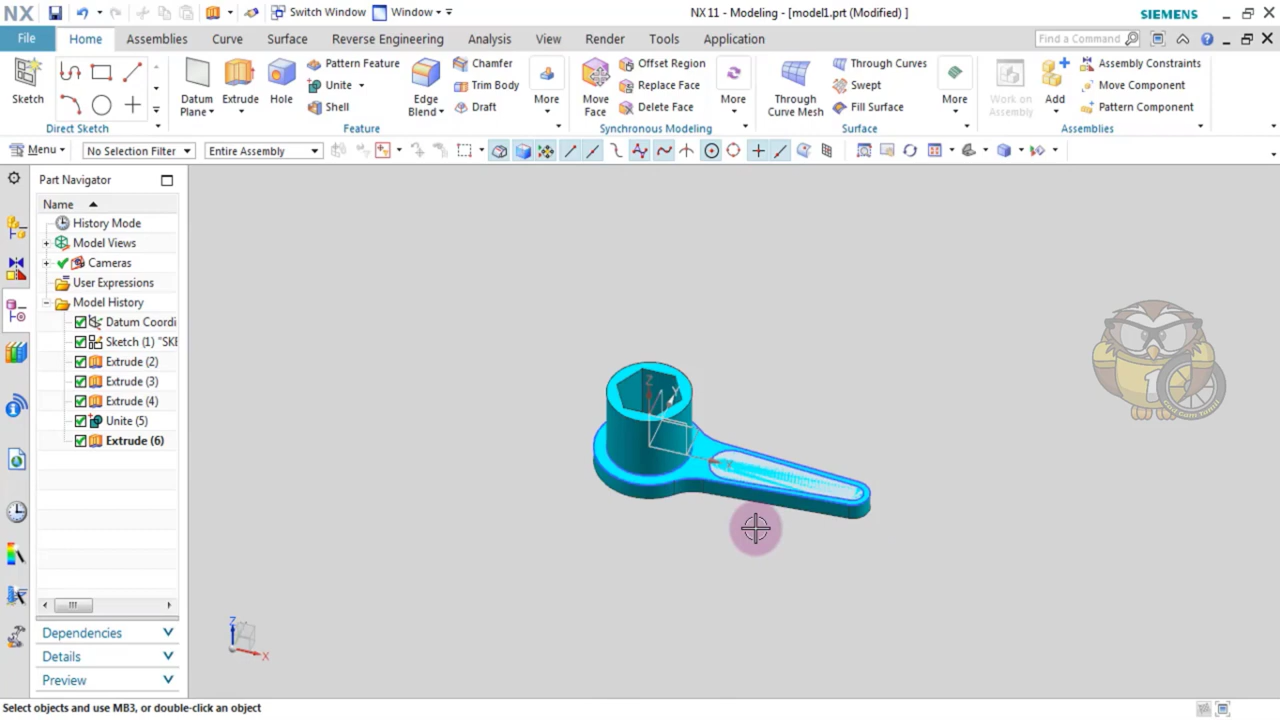 NX
Switch Window
Window
NX 11 - Modeling - [model1.prt (Modified) ]
SIEMENS
File
Home
Assemblies
Curve
Surface
Reverse Engineering
Analysis
View
Render
Tools
Application
Find a Command
Sketch
Direct Sketch
Datum
Plane
Extrude
Hole
Pattern Feature
Unite
Shell
Edge
Blend
Chamfer
Trim Body
Draft
More
Feature
Move
Face
Offset Region
Replace Face
Delete Face
More
Synchronous Modeling
Through
Curve Mesh
Through Curves
Swept
Fill Surface
More
Surface
Work on
Assembly
Add
Assembly Constraints
Move Component
Pattern Component
Assemblies
Menu
No Selection Filter
Entire Assembly
Part Navigator
Name
History Mode
Model Views
Cameras
User Expressions
Model History
Datum Coordi
Sketch (1) "SKE
Extrude (2)
Extrude (3)
Extrude (4)
Unite (5)
Extrude (6)
Dependencies
Details
Preview
Z
Y
Z
X
Select objects and use MB3, or double-click an object